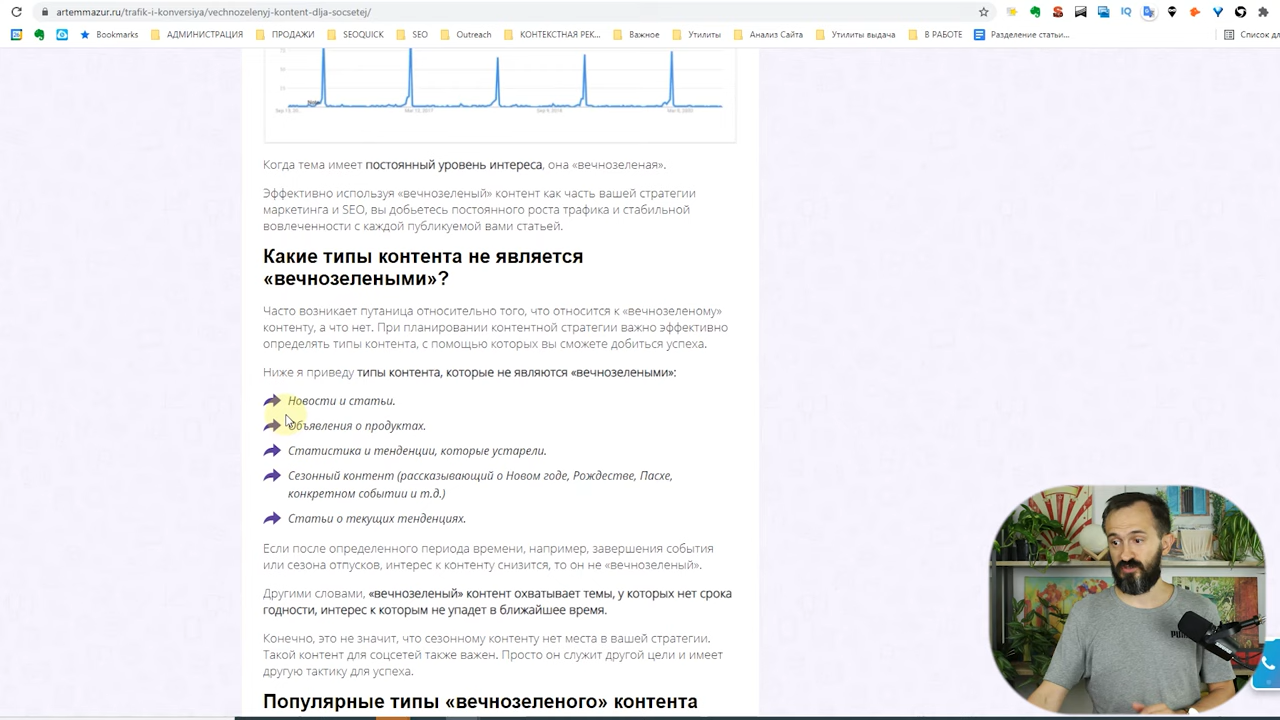 artemmazur.ru/trafik-i-konversiya/vechnozelenyj-kontent-dlja-socsetej/
Bookmarks АДМИНИСТРАЦИЯ ПРОДАЖИ SEOQUICK SEO Outreach КОНТЕКСТНАЯ РЕК... Важное Утилиты Анализ Сайта Утилиты выдача В РАБОТЕ Разделение статьи... Список дл
Когда тема имеет постоянный уровень интереса, она «вечнозеленая».
Эффективно используя «вечнозеленый» контент как часть вашей стратегии
маркетинга и SEO, вы добьетесь постоянного роста трафика и стабильной
вовлеченности с каждой публикуемой вами статьей.
Какие типы контента не является
«вечнозелеными»?
Часто возникает путаница относительно того, что относится к «вечнозеленому»
контенту, а что нет. При планировании контентной стратегии важно эффективно
определять типы контента, с помощью которых вы сможете добиться успеха.
Ниже я приведу типы контента, которые не являются «вечнозелеными»:
Новости и статьи.
Объявления о продуктах.
Статистика и тенденции, которые устарели.
Сезонный контент (рассказывающий о Новом годе, Рождестве, Пасхе,
конкретном событии и т.д.)
Статьи о текущих тенденциях.
Если после определенного периода времени, например, завершения события
или сезона отпусков, интерес к контенту снизится, то он не «вечнозеленый».
Другими словами, «вечнозеленый» контент охватывает темы, у которых нет срока
годности, интерес к которым не упадет в ближайшее время.
Конечно, это не значит, что сезонному контенту нет места в вашей стратегии.
Такой контент для соцсетей также важен. Просто он служит другой цели и имеет
другую тактику для успеха.
Популярные типы «вечнозеленого» контента